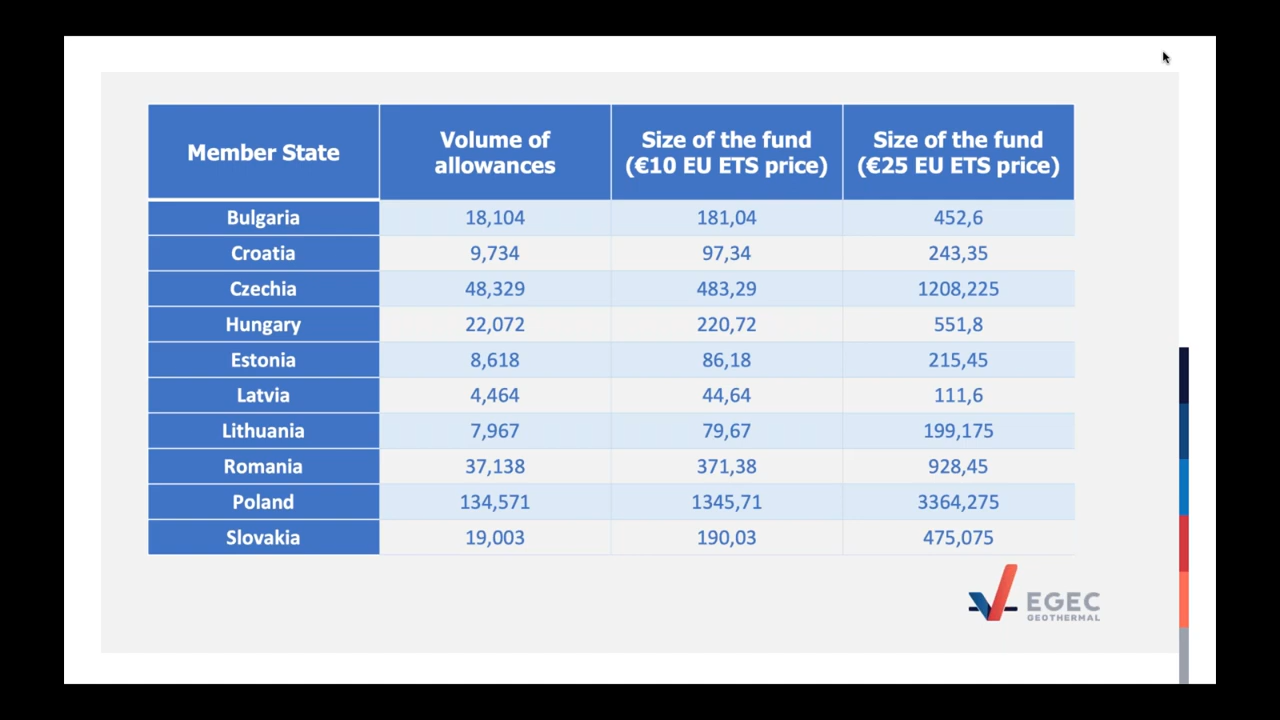 Member State
Volume of
allowances
Size of the fund
(€10 EU ETS price)
Size of the fund
(€25 EU ETS price)
Bulgaria 18,104 181,04 452,6
Croatia 9,734 97,34 243,35
Czechia 48,329 483,29 1208,225
Hungary 22,072 220,72 551,8
Estonia 8,618 86,18 215,45
Latvia 4,464 44,64 111,6
Lithuania 7,967 79,67 199,175
Romania 37,138 371,38 928,45
Poland 134,571 1345,71 3364,275
Slovakia 19,003 190,03 475,075
EGEC
GEOTHERMAL